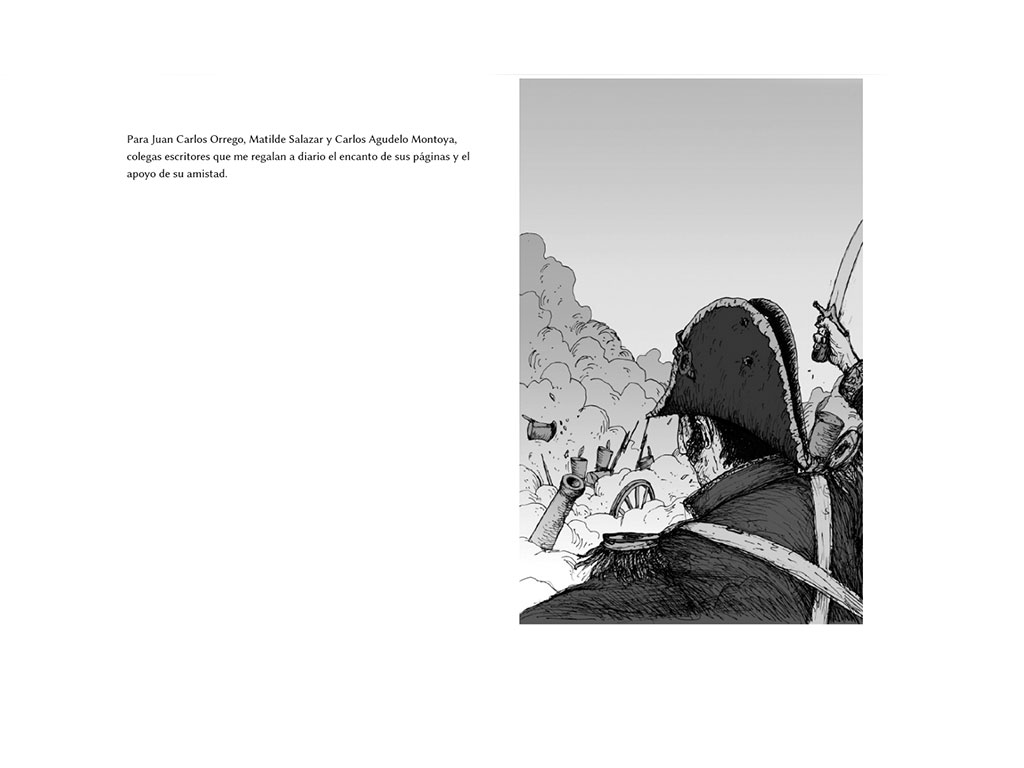 Para Juan Carlos Orrego, Matilde Salazar y Carlos Agudelo Montoya,
colegas escritores que me regalan a diario el encanto de sus páginas y el
apoyo de su amistad.